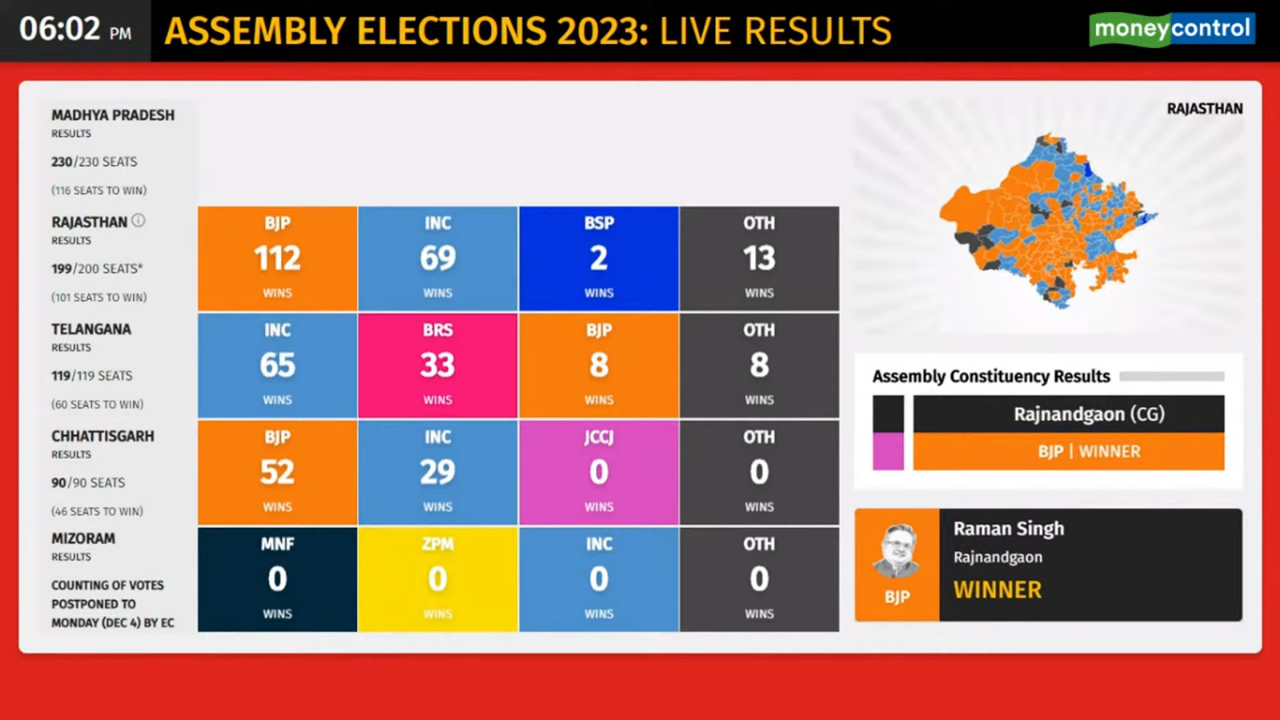 06:02 PM
ASSEMBLY ELECTIONS 2023: LIVE RESULTS
moneycontrol
MADHYA PRADESH
RESULTS
230/230 SEATS
(116 SEATS TO WIN)
RAJASTHAN ⓘ
RESULTS
199/200 SEATS*
(101 SEATS TO WIN)
BJP
112
WINS
INC
69
WINS
BSP
2
WINS
OTH
13
WINS
TELANGANA
RESULTS
119/119 SEATS
(60 SEATS TO WIN)
INC
65
WINS
BRS
33
WINS
BJP
8
WINS
OTH
8
WINS
CHHATTISGARH
RESULTS
90/90 SEATS
(46 SEATS TO WIN)
BJP
52
WINS
INC
29
WINS
JCCJ
0
WINS
OTH
0
WINS
MIZORAM
RESULTS
COUNTING OF VOTES
POSTPONED TO
MONDAY (DEC 4) BY EC
MNF
0
WINS
ZPM
0
WINS
INC
0
WINS
OTH
0
WINS
RAJASTHAN
Assembly Constituency Results
Rajnandgaon (CG)
BJP | WINNER
BJP
Raman Singh
Rajnandgaon
WINNER